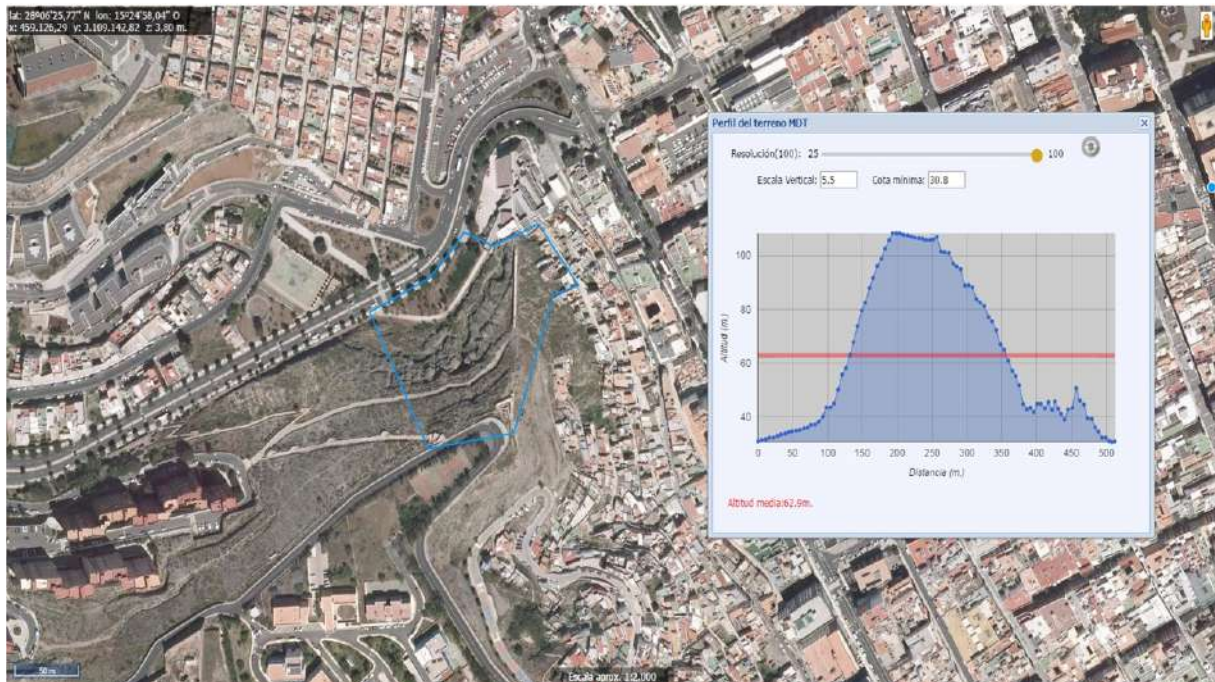 lat: 28º06'25,77" N lon: 15º24'58,04" O
x: 459.126,29 y: 3.109.142,82 z: 3,80 m.
Perfil del terreno MDT
Resolución(100): 25 100
Escala Vertical: 5.5 Cota mínima: 30.8
100
80
60
40
Altitud (m.)
0 50 100 150 200 250 300 350 400 450 500
Distancia (m.)
Altitud media:62.9m.
50 m
Escala aprox. 1:2.000